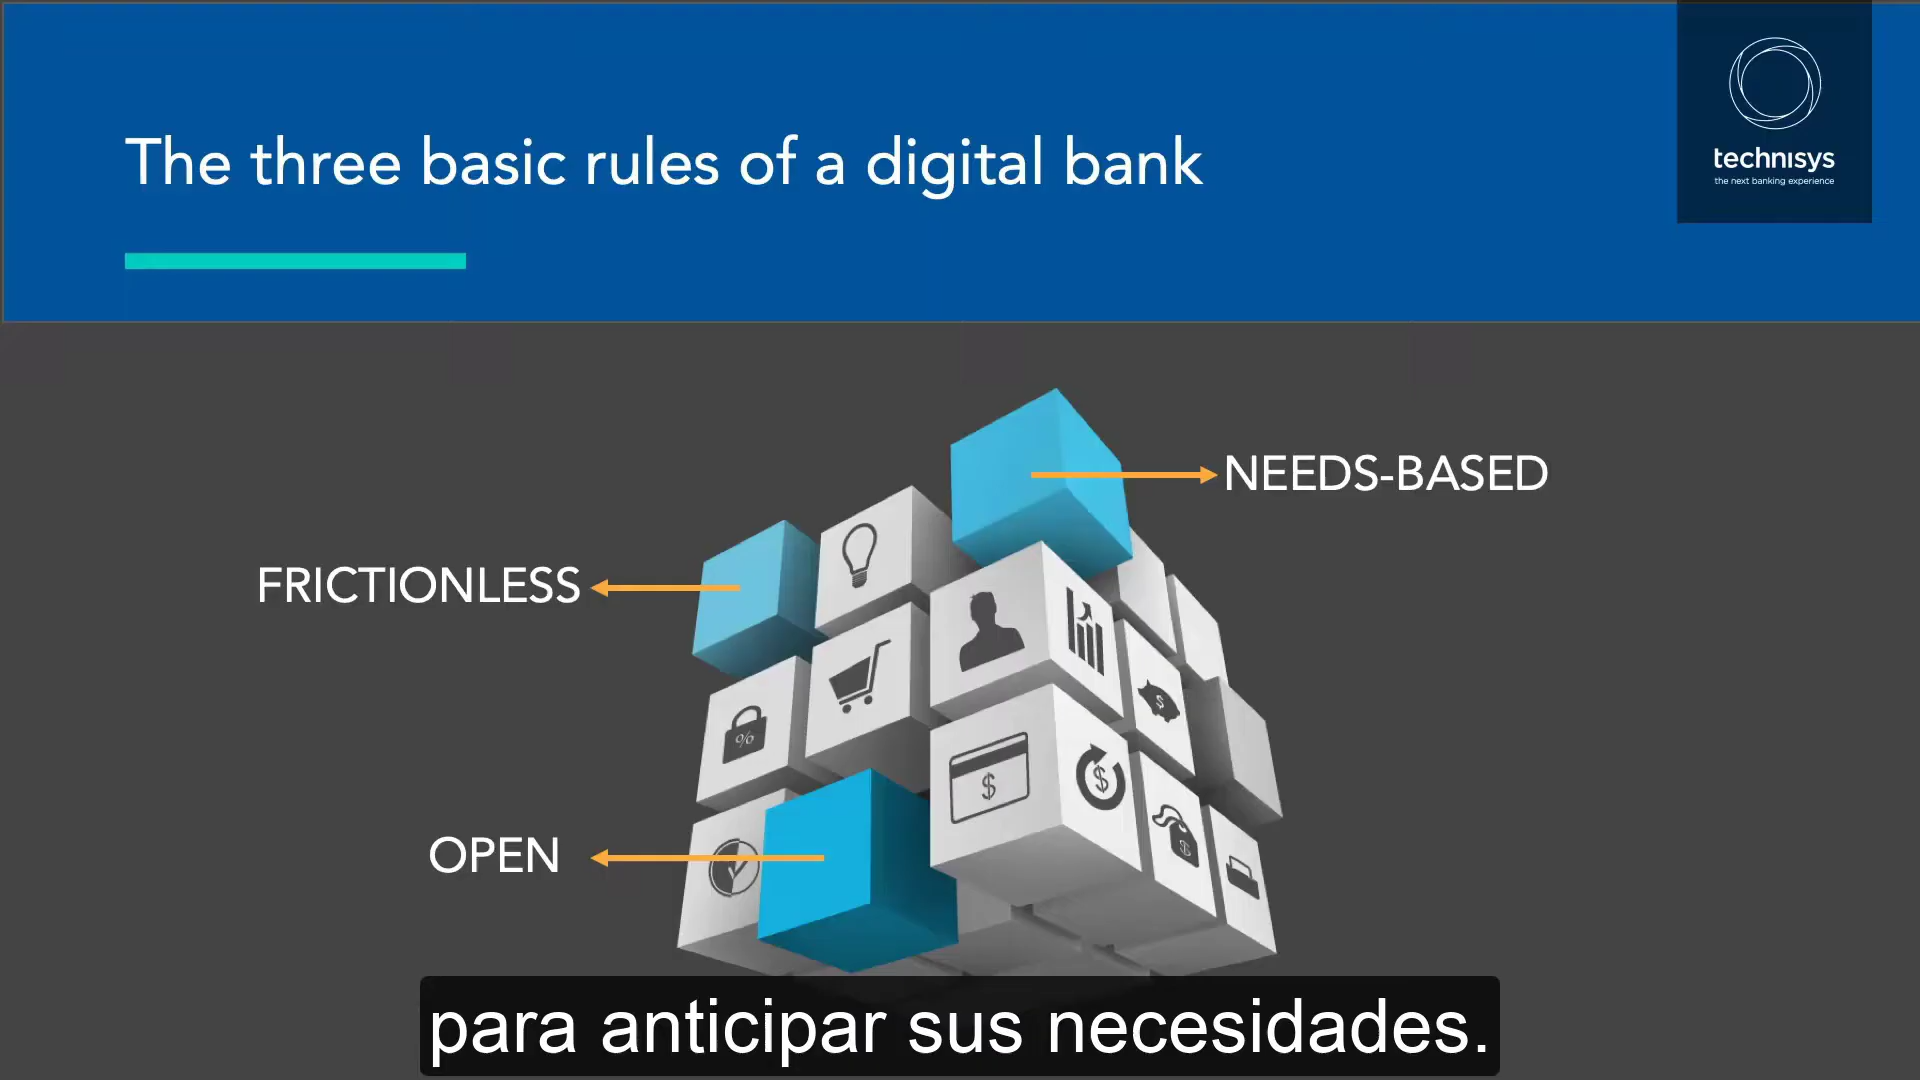 The three basic rules of a digital bank
technisys
the next banking experience
NEEDS-BASED
FRICTIONLESS
%
$
$
$
$
OPEN
para anticipar sus necesidades.